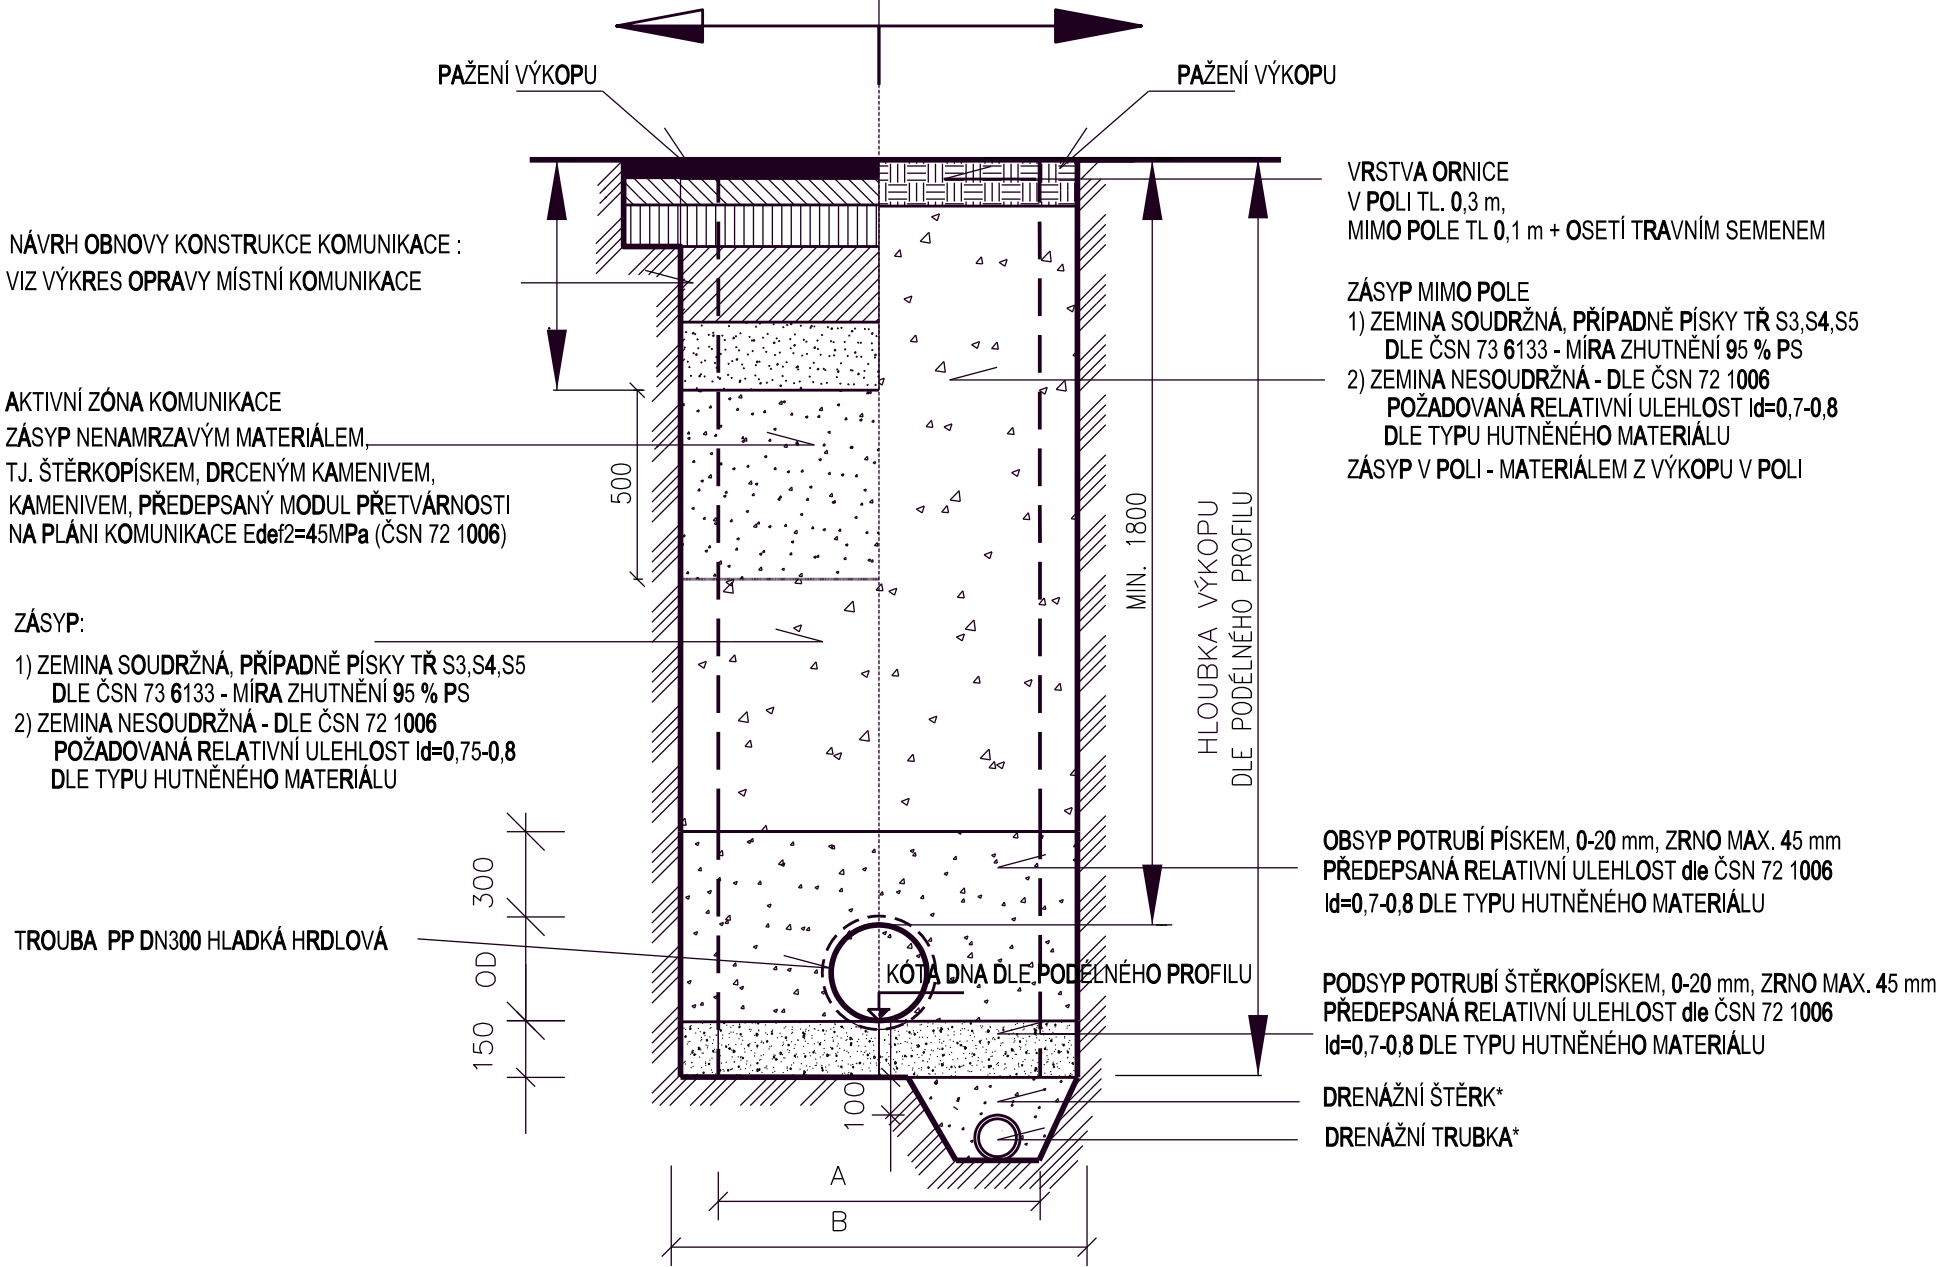 PAŽENÍ VÝKOPU
PAŽENÍ VÝKOPU
NÁVRH OBNOVY KONSTRUKCE KOMUNIKACE :
VIZ VÝKRES OPRAVY MÍSTNÍ KOMUNIKACE
AKTIVNÍ ZÓNA KOMUNIKACE
ZÁSYP NENAMRZAVÝM MATERIÁLEM,
TJ. ŠTĚRKOPÍSKEM, DRCENÝM KAMENIVEM,
KAMENIVEM, PŘEDEPSANÝ MODUL PŘETVÁRNOSTI
NA PLÁNI KOMUNIKACE Edef2=45MPa (ČSN 72 1006)
ZÁSYP:
1) ZEMINA SOUDRŽNÁ, PŘÍPADNĚ PÍSKY TŘ S3,S4,S5
DLE ČSN 73 6133 - MÍRA ZHUTNĚNÍ 95 % PS
2) ZEMINA NESOUDRŽNÁ - DLE ČSN 72 1006
POŽADOVANÁ RELATIVNÍ ULEHLOST Id=0,75-0,8
DLE TYPU HUTNĚNÉHO MATERIÁLU
TROUBA PP DN300 HLADKÁ HRDLOVÁ
500
300
OD
150
100
A
B
KÓTA DNA DLE PODÉLNÉHO PROFILU
MIN. 1800
HLOUBKA VÝKOPU
DLE PODÉLNÉHO PROFILU
VRSTVA ORNICE
V POLI TL. 0,3 m,
MIMO POLE TL 0,1 m + OSETÍ TRAVNÍM SEMENEM
ZÁSYP MIMO POLE
1) ZEMINA SOUDRŽNÁ, PŘÍPADNĚ PÍSKY TŘ S3,S4,S5
DLE ČSN 73 6133 - MÍRA ZHUTNĚNÍ 95 % PS
2) ZEMINA NESOUDRŽNÁ - DLE ČSN 72 1006
POŽADOVANÁ RELATIVNÍ ULEHLOST Id=0,7-0,8
DLE TYPU HUTNĚNÉHO MATERIÁLU
ZÁSYP V POLI - MATERIÁLEM Z VÝKOPU V POLI
OBSYP POTRUBÍ PÍSKEM, 0-20 mm, ZRNO MAX. 45 mm
PŘEDEPSANÁ RELATIVNÍ ULEHLOST dle ČSN 72 1006
Id=0,7-0,8 DLE TYPU HUTNĚNÉHO MATERIÁLU
PODSYP POTRUBÍ ŠTĚRKOPÍSKEM, 0-20 mm, ZRNO MAX. 45 mm
PŘEDEPSANÁ RELATIVNÍ ULEHLOST dle ČSN 72 1006
Id=0,7-0,8 DLE TYPU HUTNĚNÉHO MATERIÁLU
DRENÁŽNÍ ŠTĚRK*
DRENÁŽNÍ TRUBKA*